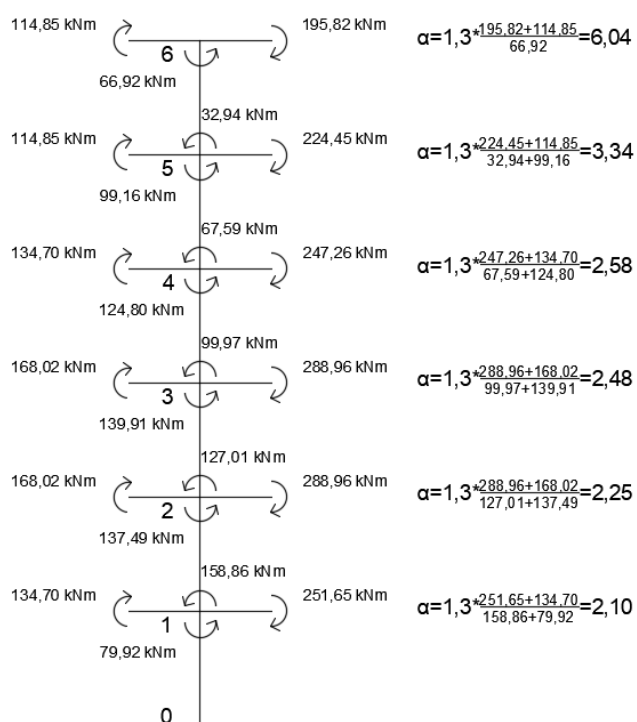 114,85 kNm 195,82 kNm α=1,3*195,82+114,85/66,92=6,04
6
66,92 kNm
32,94 kNm
114,85 kNm 224,45 kNm α=1,3*224,45+114,85/32,94+99,16=3,34
5
99,16 kNm
67,59 kNm
134,70 kNm 247,26 kNm α=1,3*247,26+134,70/67,59+124,80=2,58
4
124,80 kNm
99,97 kNm
168,02 kNm 288,96 kNm α=1,3*288,96+168,02/99,97+139,91=2,48
3
139,91 kNm
127,01 kNm
168,02 kNm 288,96 kNm α=1,3*288,96+168,02/127,01+137,49=2,25
2
137,49 kNm
158,86 kNm
134,70 kNm 251,65 kNm α=1,3*251,65+134,70/158,86+79,92=2,10
1
79,92 kNm
0